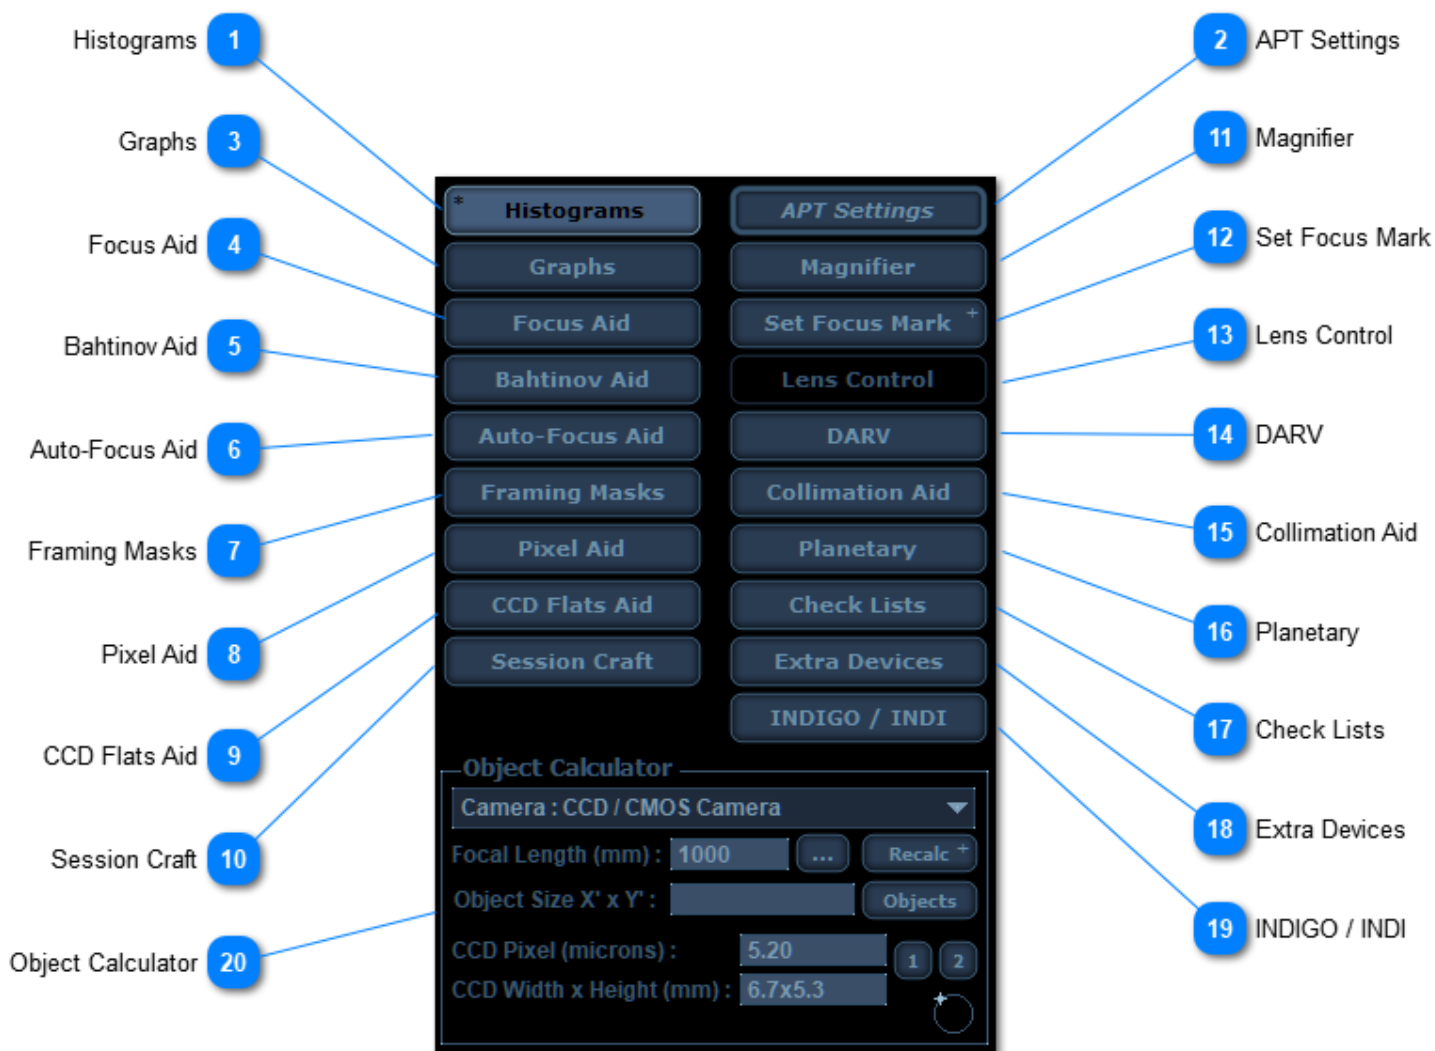 Histograms 1
2 APT Settings
Graphs 3
11 Magnifier
Focus Aid 4
12 Set Focus Mark
Bahtinov Aid 5
13 Lens Control
Auto-Focus Aid 6
14 DARV
Framing Masks 7
15 Collimation Aid
Pixel Aid 8
16 Planetary
CCD Flats Aid 9
17 Check Lists
Session Craft 10
18 Extra Devices
Object Calculator 20
19 INDIGO / INDI
* Histograms
APT Settings
Graphs
Magnifier
Focus Aid
Set Focus Mark +
Bahtinov Aid
Lens Control
Auto-Focus Aid
DARV
Framing Masks
Collimation Aid
Pixel Aid
Planetary
CCD Flats Aid
Check Lists
Session Craft
Extra Devices
INDIGO / INDI
Object Calculator
Camera : CCD / CMOS Camera
Focal Length (mm) : 1000 ... Recalc +
Object Size X' x Y' : Objects
CCD Pixel (microns) : 5.20
1 2
CCD Width x Height (mm) : 6.7x5.3